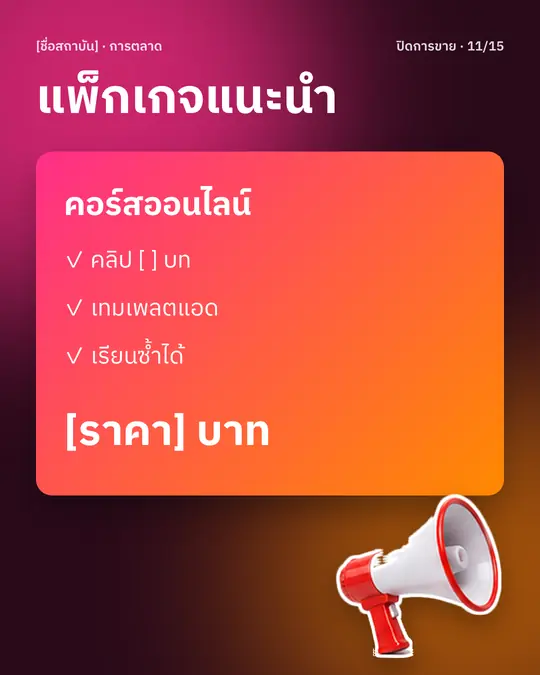 [ชื่อสถาบัน] · การตลาด
ปิดการขาย · 11/15
แพ็กเกจแนะนำ
คอร์สออนไลน์
✓ คลิป [ ] บท
✓ เทมเพลตแอด
✓ เรียนซ้ำได้
[ราคา] บาท